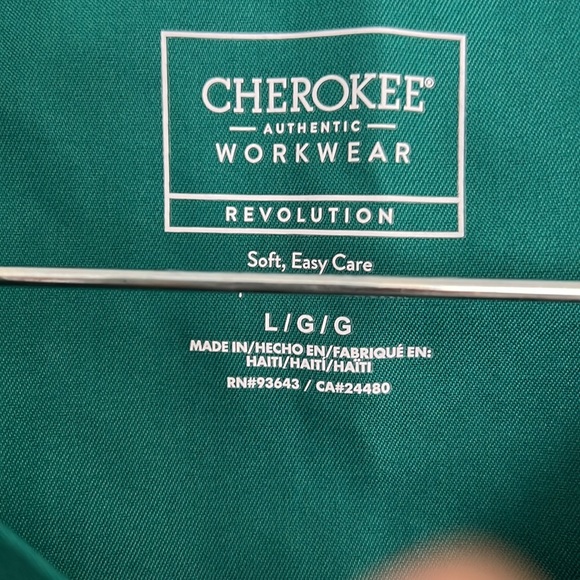 CHEROKEE®
AUTHENTIC
WORKWEAR
REVOLUTION
Soft, Easy Care
L/G/G
MADE IN/HECHO EN/FABRIQUÉ EN:
HAITI/HAITÍ/HAÏTI
RN#93643 / CA#24480